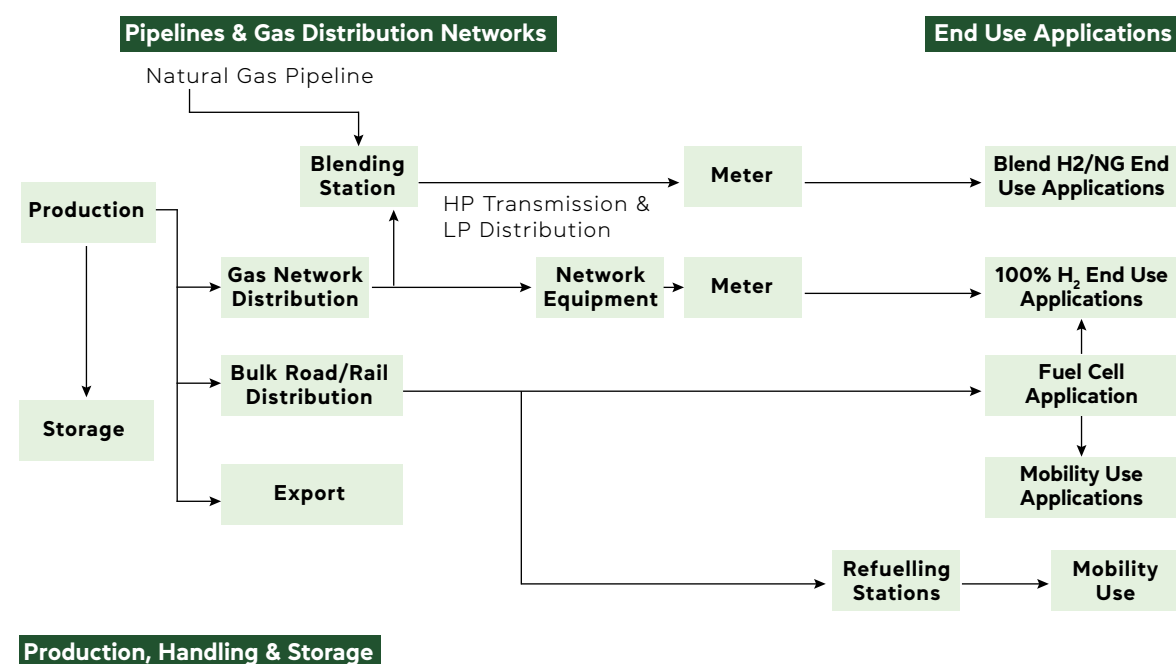 Pipelines & Gas Distribution Networks
End Use Applications
Natural Gas Pipeline
Blending
Station
Meter
Blend H2/NG End
Use Applications
Production
HP Transmission &
LP Distribution
Gas Network
Distribution
Network
Equipment
Meter
100% H₂ End Use
Applications
Bulk Road/Rail
Distribution
Fuel Cell
Application
Storage
Export
Mobility Use
Applications
Refuelling
Stations
Mobility
Use
Production, Handling & Storage